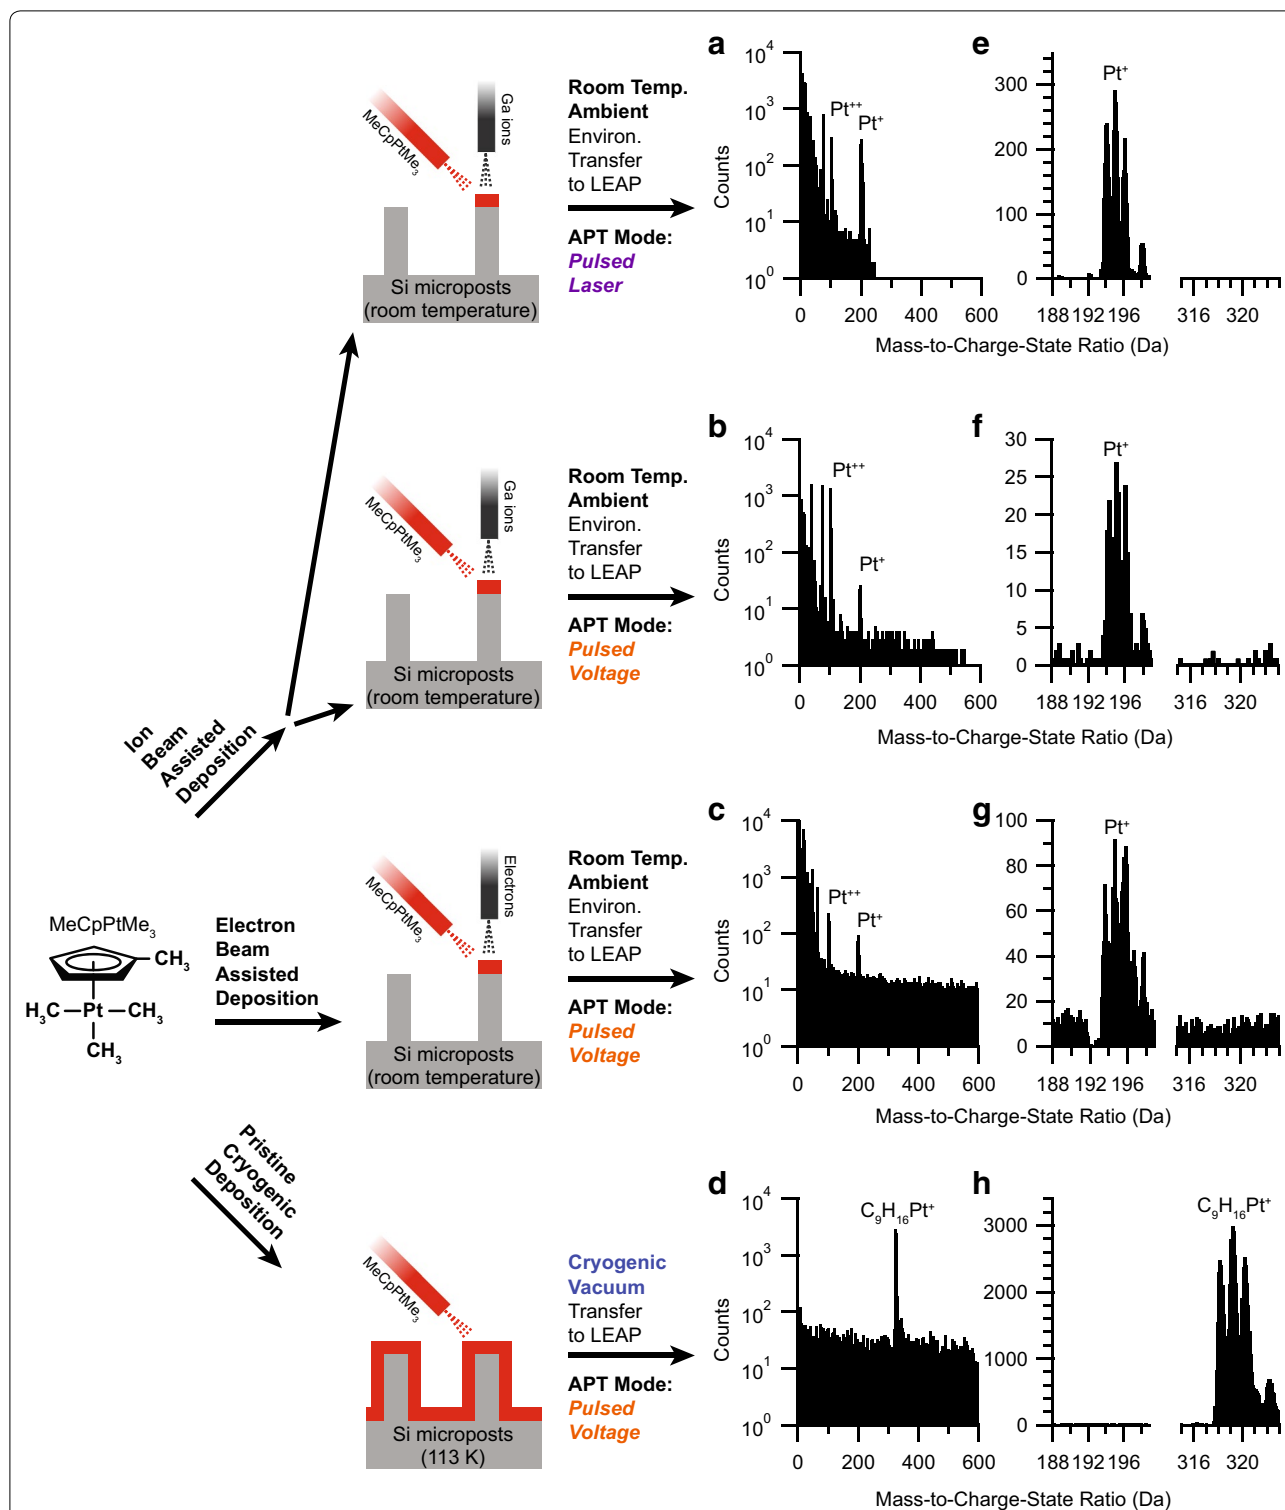 a
e
MeCpPtMe3
Ga ions
Room Temp.
Ambient
Environ.
Transfer
to LEAP
APT Mode:
Pulsed
Laser
Si microposts
(room temperature)
Counts
10^4
10^3
10^2
10^1
10^0
Pt++
Pt+
0 200 400 600
Pt+
300
200
100
0
188 192 196 316 320
Mass-to-Charge-State Ratio (Da)
b
f
MeCpPtMe3
Ga ions
Room Temp.
Ambient
Environ.
Transfer
to LEAP
APT Mode:
Pulsed
Voltage
Si microposts
(room temperature)
Counts
10^4
10^3
10^2
10^1
10^0
Pt++
Pt+
0 200 400 600
Pt+
30
25
20
15
10
5
0
188 192 196 316 320
Mass-to-Charge-State Ratio (Da)
Ion
Beam
Assisted
Deposition
c
g
MeCpPtMe3
Electrons
Room Temp.
Ambient
Environ.
Transfer
to LEAP
APT Mode:
Pulsed
Voltage
Si microposts
(room temperature)
Counts
10^4
10^3
10^2
10^1
10^0
Pt++
Pt+
0 200 400 600
Pt+
100
80
60
40
20
0
188 192 196 316 320
Mass-to-Charge-State Ratio (Da)
MeCpPtMe3
CH3
H3C Pt CH3
CH3
Electron
Beam
Assisted
Deposition
Pristine
Cryogenic
Deposition
d
h
MeCpPtMe3
Cryogenic
Vacuum
Transfer
to LEAP
APT Mode:
Pulsed
Voltage
Si microposts
(113 K)
Counts
10^4
10^3
10^2
10^1
10^0
C9H16Pt+
0 200 400 600
C9H16Pt+
3000
2000
1000
0
188 192 196 316 320
Mass-to-Charge-State Ratio (Da)